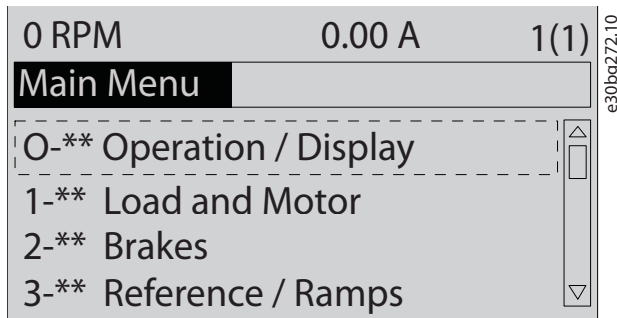 0 RPM 0.00 A 1(1)
Main Menu
O-** Operation / Display
1-** Load and Motor
2-** Brakes
3-** Reference / Ramps
e30bg272.10